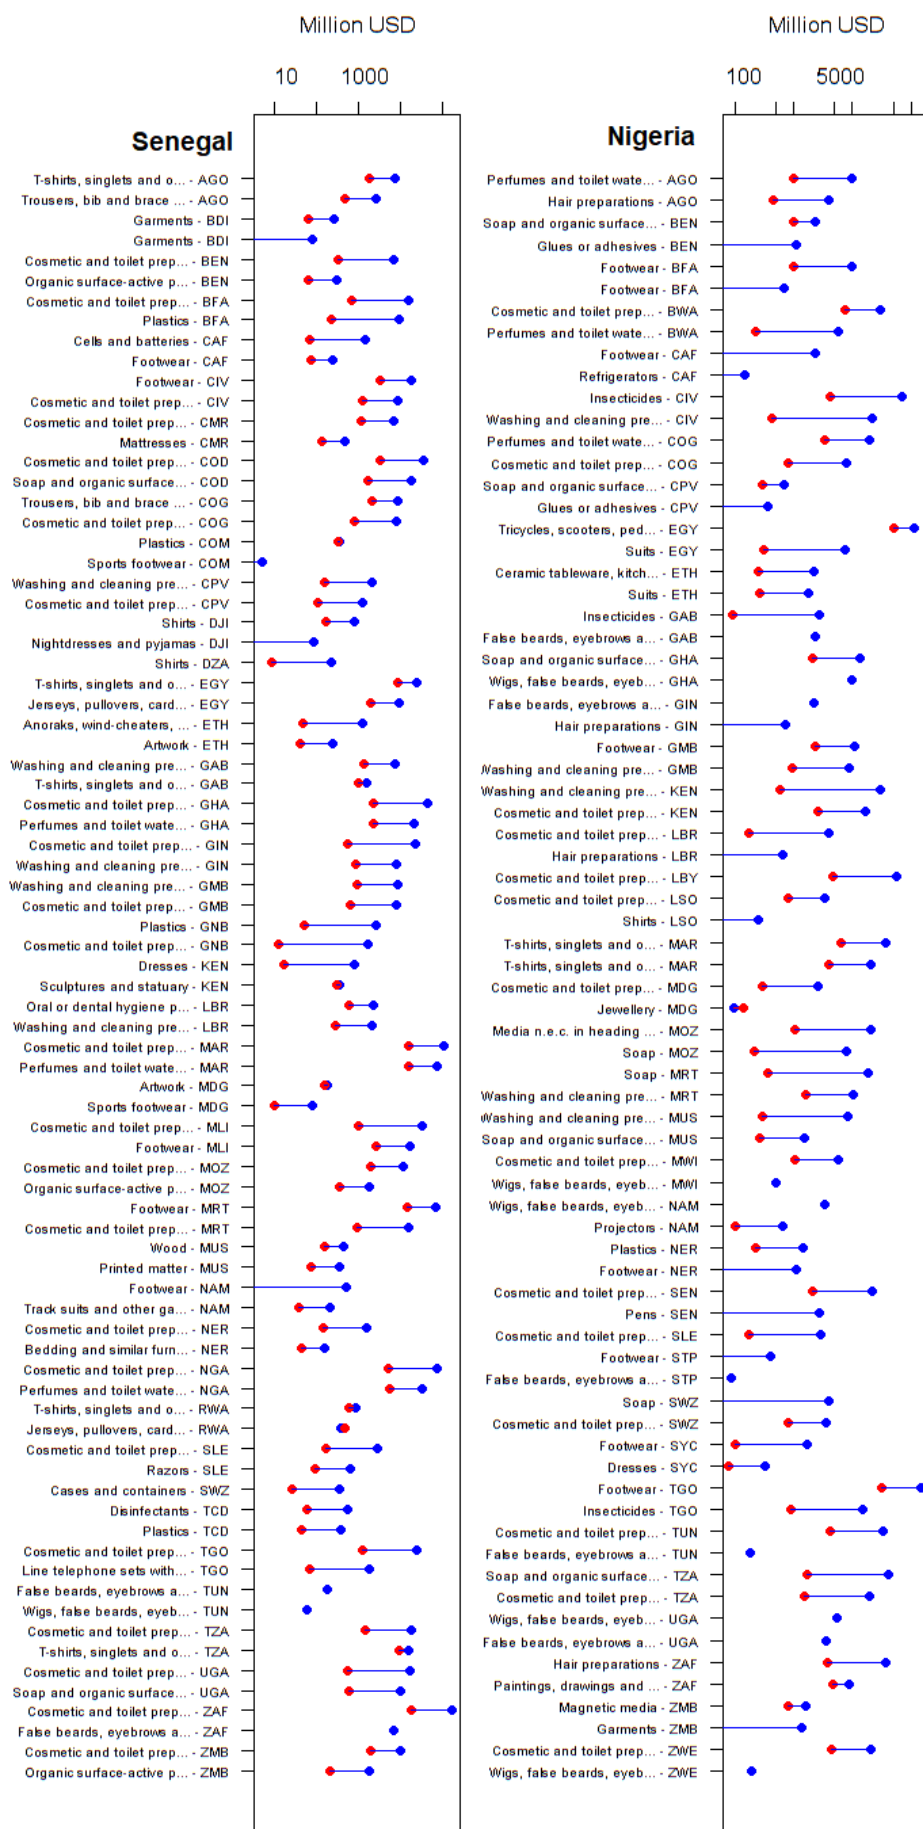 Million USD
10 1000
Senegal
T-shirts, singlets and o... - AGO
Trousers, bib and brace ... - AGO
Garments - BDI
Garments - BDI
Cosmetic and toilet prep... - BEN
Organic surface-active p... - BEN
Cosmetic and toilet prep... - BFA
Plastics - BFA
Cells and batteries - CAF
Footwear - CAF
Footwear - CIV
Cosmetic and toilet prep... - CIV
Cosmetic and toilet prep... - CMR
Mattresses - CMR
Cosmetic and toilet prep... - COD
Soap and organic surface... - COD
Trousers, bib and brace ... - COG
Cosmetic and toilet prep... - COG
Plastics - COM
Sports footwear - COM
Washing and cleaning pre... - CPV
Cosmetic and toilet prep... - CPV
Shirts - DJI
Nightdresses and pyjamas - DJI
Shirts - DZA
T-shirts, singlets and o... - EGY
Jerseys, pullovers, card... - EGY
Anoraks, wind-cheaters, ... - ETH
Artwork - ETH
Washing and cleaning pre... - GAB
T-shirts, singlets and o... - GAB
Cosmetic and toilet prep... - GHA
Perfumes and toilet wate... - GHA
Cosmetic and toilet prep... - GIN
Washing and cleaning pre... - GIN
Washing and cleaning pre... - GMB
Cosmetic and toilet prep... - GMB
Plastics - GNB
Cosmetic and toilet prep... - GNB
Dresses - KEN
Sculptures and statuary - KEN
Oral or dental hygiene p... - LBR
Washing and cleaning pre... - LBR
Cosmetic and toilet prep... - MAR
Perfumes and toilet wate... - MAR
Artwork - MDG
Sports footwear - MDG
Cosmetic and toilet prep... - MLI
Footwear - MLI
Cosmetic and toilet prep... - MOZ
Organic surface-active p... - MOZ
Footwear - MRT
Cosmetic and toilet prep... - MRT
Wood - MUS
Printed matter - MUS
Footwear - NAM
Track suits and other ga... - NAM
Cosmetic and toilet prep... - NER
Bedding and similar furn... - NER
Cosmetic and toilet prep... - NGA
Perfumes and toilet wate... - NGA
T-shirts, singlets and o... - RWA
Jerseys, pullovers, card... - RWA
Cosmetic and toilet prep... - SLE
Razors - SLE
Cases and containers - SWZ
Disinfectants - TCD
Plastics - TCD
Cosmetic and toilet prep... - TGO
Line telephone sets with... - TGO
False beards, eyebrows a... - TUN
Wigs, false beards, eyeb... - TUN
Cosmetic and toilet prep... - TZA
T-shirts, singlets and o... - TZA
Cosmetic and toilet prep... - UGA
Soap and organic surface... - UGA
Cosmetic and toilet prep... - ZAF
False beards, eyebrows a... - ZAF
Cosmetic and toilet prep... - ZMB
Organic surface-active p... - ZMB
Million USD
100 5000
Nigeria
Perfumes and toilet wate... - AGO
Hair preparations - AGO
Soap and organic surface... - BEN
Glues or adhesives - BEN
Footwear - BFA
Footwear - BFA
Cosmetic and toilet prep... - BWA
Perfumes and toilet wate... - BWA
Footwear - CAF
Refrigerators - CAF
Insecticides - CIV
Washing and cleaning pre... - CIV
Perfumes and toilet wate... - COG
Cosmetic and toilet prep... - COG
Soap and organic surface... - CPV
Glues or adhesives - CPV
Tricycles, scooters, ped... - EGY
Suits - EGY
Ceramic tableware, kitch... - ETH
Suits - ETH
Insecticides - GAB
False beards, eyebrows a... - GAB
Soap and organic surface... - GHA
Wigs, false beards, eyeb... - GHA
False beards, eyebrows a... - GIN
Hair preparations - GIN
Footwear - GMB
Washing and cleaning pre... - GMB
Washing and cleaning pre... - KEN
Cosmetic and toilet prep... - KEN
Cosmetic and toilet prep... - LBR
Hair preparations - LBR
Cosmetic and toilet prep... - LBY
Cosmetic and toilet prep... - LSO
Shirts - LSO
T-shirts, singlets and o... - MAR
T-shirts, singlets and o... - MAR
Cosmetic and toilet prep... - MDG
Jewellery - MDG
Media n.e.c. in heading ... - MOZ
Soap - MOZ
Soap - MRT
Washing and cleaning pre... - MRT
Washing and cleaning pre... - MUS
Soap and organic surface... - MUS
Cosmetic and toilet prep... - MWI
Wigs, false beards, eyeb... - MWI
Wigs, false beards, eyeb... - NAM
Projectors - NAM
Plastics - NER
Footwear - NER
Cosmetic and toilet prep... - SEN
Pens - SEN
Cosmetic and toilet prep... - SLE
Footwear - STP
False beards, eyebrows a... - STP
Soap - SWZ
Cosmetic and toilet prep... - SWZ
Footwear - SYC
Dresses - SYC
Footwear - TGO
Insecticides - TGO
Cosmetic and toilet prep... - TUN
False beards, eyebrows a... - TUN
Soap and organic surface... - TZA
Cosmetic and toilet prep... - TZA
Wigs, false beards, eyeb... - UGA
False beards, eyebrows a... - UGA
Hair preparations - ZAF
Paintings, drawings and ... - ZAF
Magnetic media - ZMB
Garments - ZMB
Cosmetic and toilet prep... - ZWE
Wigs, false beards, eyeb... - ZWE